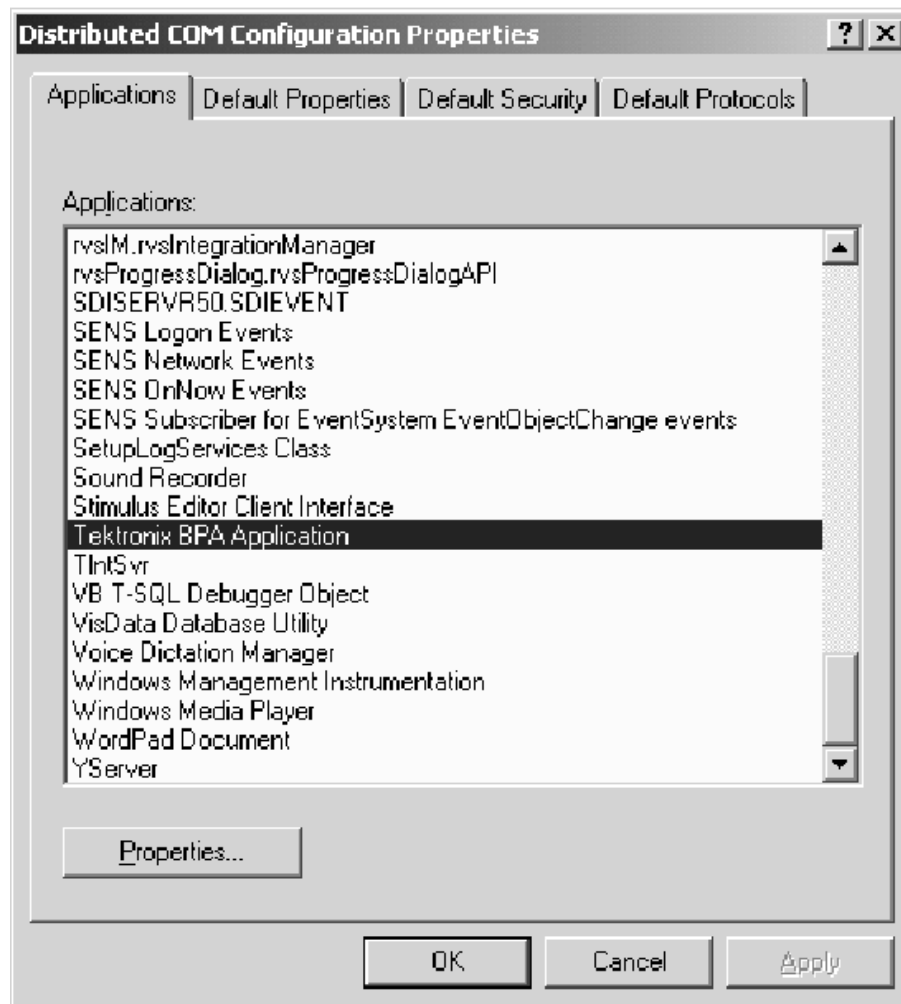 Distributed COM Configuration Properties
Applications Default Properties Default Security Default Protocols
Applications:
rvsIM.rvsIntegrationManager
rvsProgressDialog.rvsProgressDialogAPI
SDISERVR50.SDIEVENT
SENS Logon Events
SENS Network Events
SENS OnNow Events
SENS Subscriber for EventSystem EventObjectChange events
SetupLogServices Class
Sound Recorder
Stimulus Editor Client Interface
Tektronix BPA Application
TIntSvr
VB T-SQL Debugger Object
VisData Database Utility
Voice Dictation Manager
Windows Management Instrumentation
Windows Media Player
WordPad Document
YServer
Properties...
OK Cancel Apply